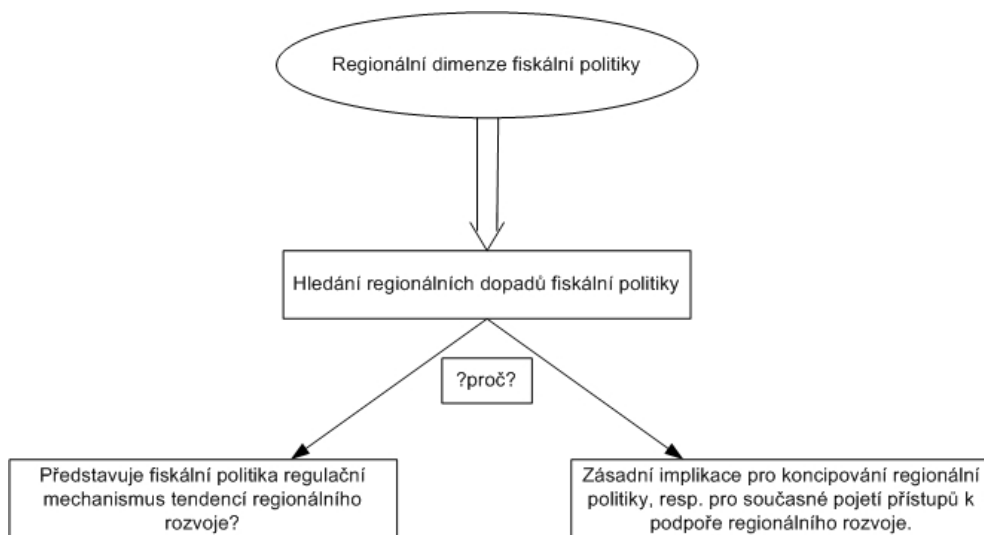 Regionální dimenze fiskální politiky
Hledání regionálních dopadů fiskální politiky
?proč?
Představuje fiskální politika regulační
mechanismus tendencí regionálního
rozvoje?
Zásadní implikace pro koncipování regionální
politiky, resp. pro současné pojetí přístupů k
podpoře regionálního rozvoje.